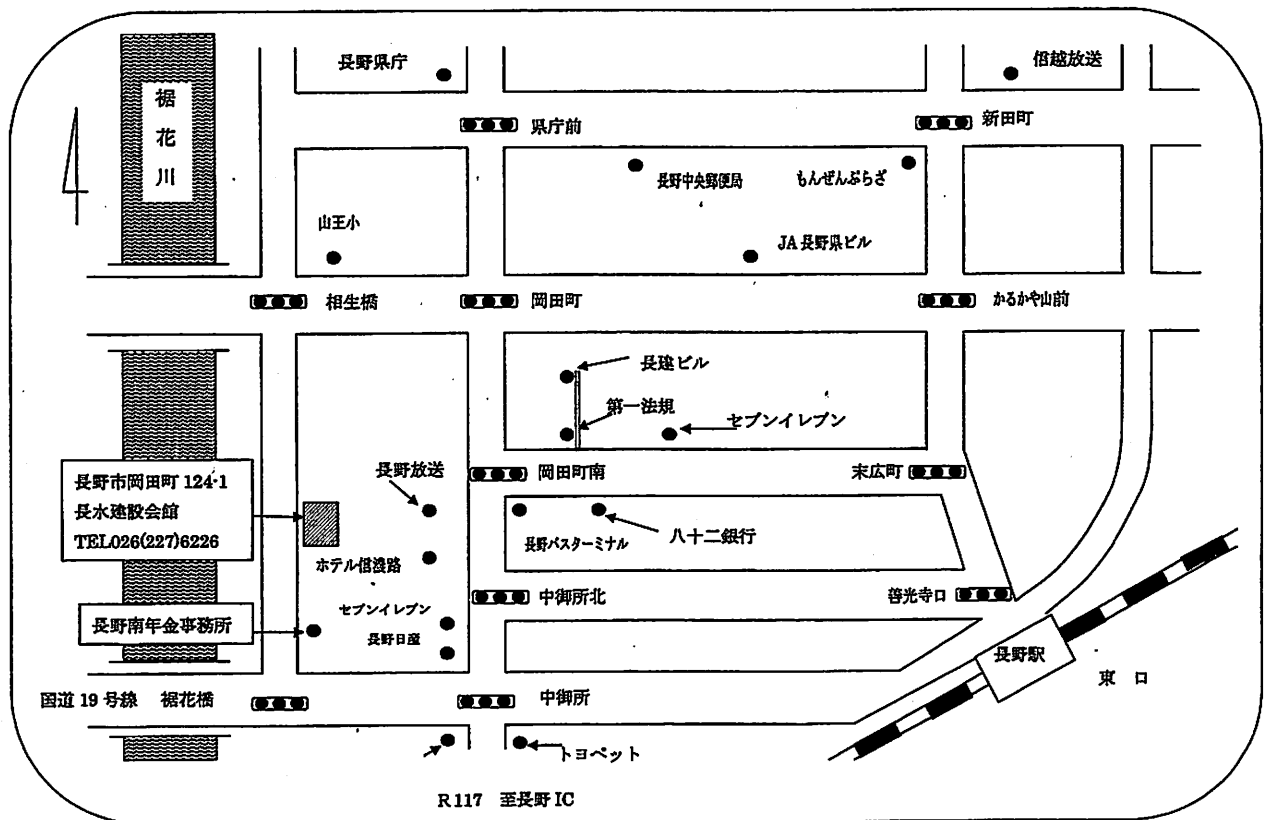 長野県庁
信越放送
裾花川
県庁前
新田町
長野中央郵便局
もんぜんぷらざ
山王小
JA長野県ビル
相生橋
岡田町
かるかや山前
長建ビル
第一法規
セブンイレブン
長野放送
岡田町南
末広町
長野市岡田町 124-1
長水建設会館
TEL026(227)6226
長野バスターミナル
八十二銀行
ホテル信濃路
セブンイレブン
中御所北
善光寺口
長野南年金事務所
長野日産
長野駅
東 口
国道 19 号線 裾花橋
中御所
トヨペット
R117 至長野 IC